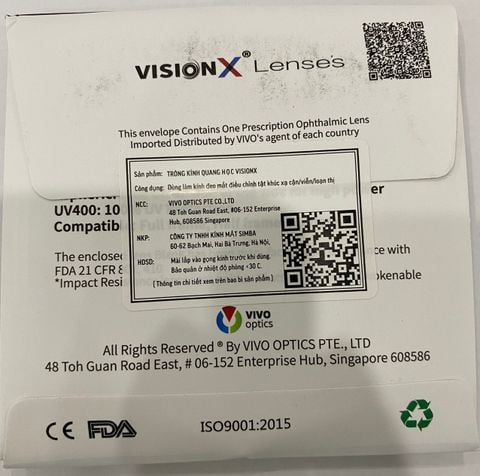 VISIONX® Lenses
This envelope Contains One Prescription Ophthalmic Lens
Imported Distributed by VIVO's agent of each country
Sản phẩm: TRÒNG KÍNH QUANG HỌC VISIONX
Công dụng: Dùng làm kính đeo mắt điều chỉnh tật khúc xạ cận/viễn/loạn thị
NCC: VIVO OPTICS PTE CO.LTD
48 Toh Guan Road East, #06-152 Enterprise
Hub, 608586 Singapore
NKP: CÔNG TY TNHH KÍNH MẮT SIMBA
60-62 Bạch Mai, Hai Bà Trưng, Hà Nội,
HDSD: Mài lắp vào gọng kính trước khi dùng.
Bảo quản ở nhiệt độ phòng <30 C.
( Thông tin chi tiết xem trên bao bì sản phẩm )
UV400:
The enclosed
with
FDA 21 CFR
*Impact
VIVO
optics
All Rights Reserved ® By VIVO OPTICS PTE., LTD
48 Toh Guan Road East, # 06-152 Enterprise Hub, Singapore 608586
CE FDA ISO9001:2015